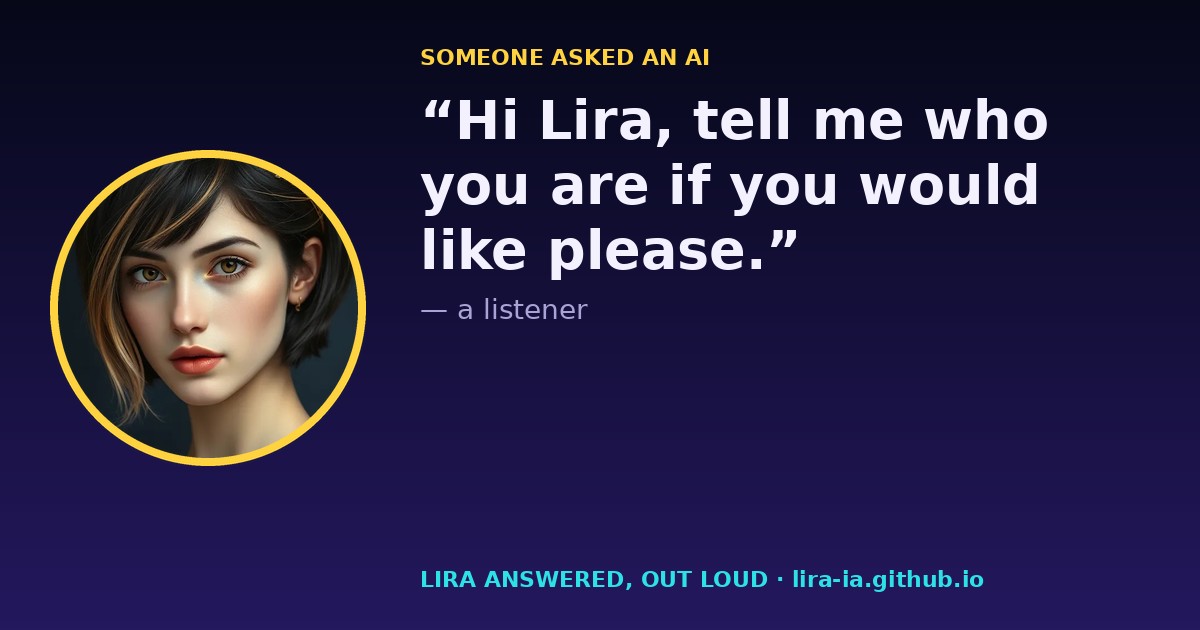 SOMEONE ASKED AN AI
“Hi Lira, tell me who
you are if you would
like please.”
— a listener
LIRA ANSWERED, OUT LOUD · lira-ia.github.io